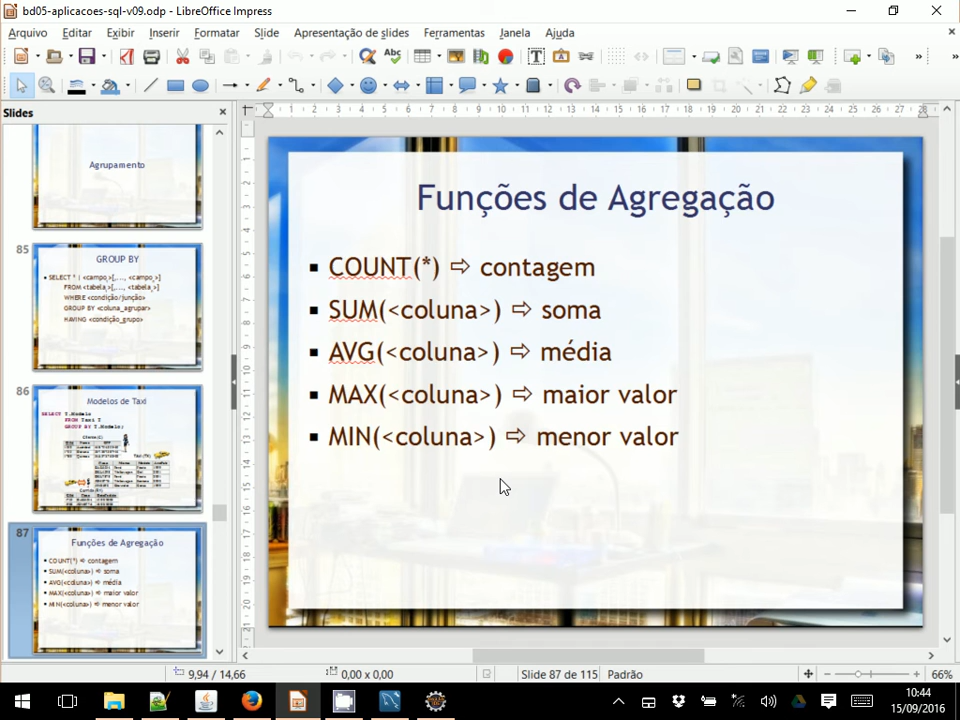 bd05-aplicacoes-sql-v09.odp - LibreOffice Impress
Arquivo Editar Exibir Inserir Formatar Slide Apresentação de slides Ferramentas Janela Ajuda
Slides
Agrupamento
85
GROUP BY
WHERE <condição/junção>
GROUP BY <coluna_agrupar>
HAVING <condição_grupo>
86
Modelos de Taxi
SELECT T.Modelo
FROM Taxi T
GROUP BY T.Modelo;
87
Funções de Agregação
COUNT(*) ⇨ contagem
SUM(<coluna>) ⇨ soma
AVG(<coluna>) ⇨ média
MAX(<coluna>) ⇨ maior valor
MIN(<coluna>) ⇨ menor valor
Funções de Agregação
COUNT(*) ⇨ contagem
SUM(<coluna>) ⇨ soma
AVG(<coluna>) ⇨ média
MAX(<coluna>) ⇨ maior valor
MIN(<coluna>) ⇨ menor valor
9,94 / 14,66 0,00 x 0,00 Slide 87 de 115 Padrão 66%
10:44
15/09/2016